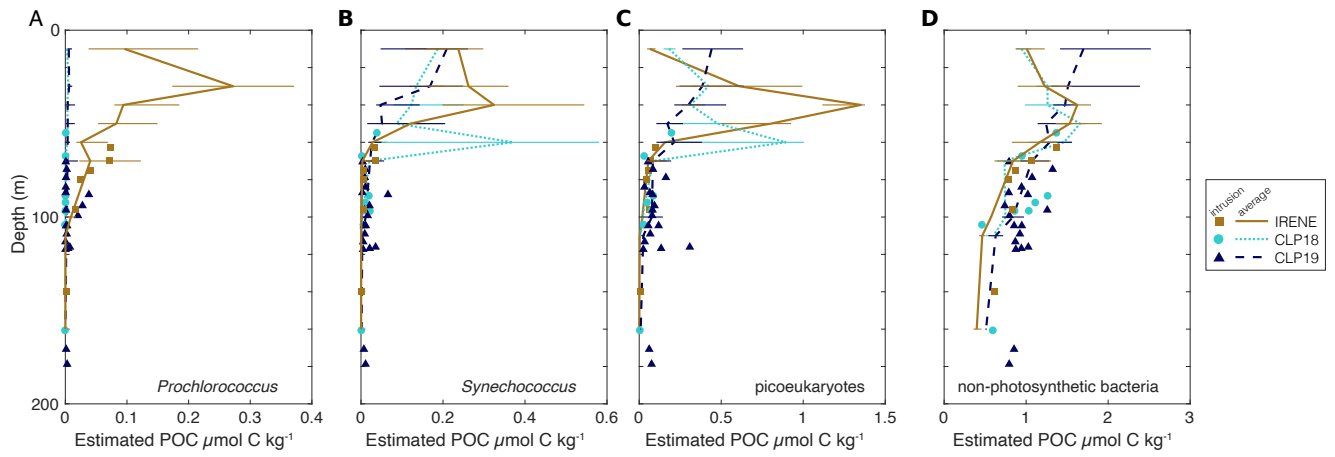 A
B
C
D
0
100
200
Depth (m)
Prochlorococcus
Synechococcus
picoeukaryotes
non-photosynthetic bacteria
0 0.1 0.2 0.3 0.4
0 0.2 0.4 0.6
0 0.5 1 1.5
0 1 2 3
Estimated POC µmol C kg-1
Estimated POC µmol C kg-1
Estimated POC µmol C kg-1
Estimated POC µmol C kg-1
intrusion
average
IRENE
CLP18
CLP19